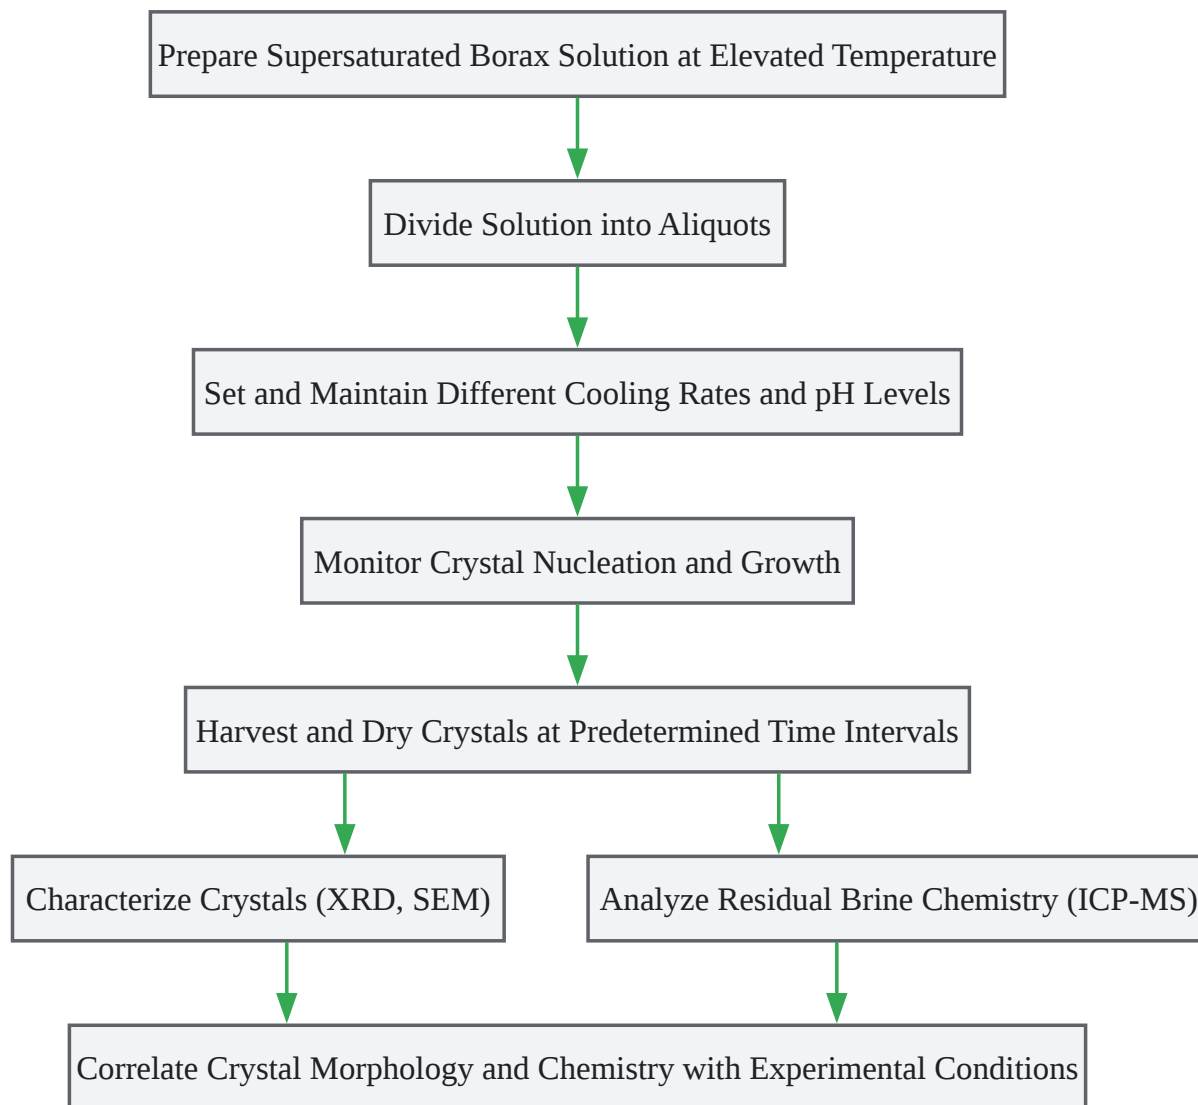 Prepare Supersaturated Borax Solution at Elevated Temperature
Divide Solution into Aliquots
Set and Maintain Different Cooling Rates and pH Levels
Monitor Crystal Nucleation and Growth
Harvest and Dry Crystals at Predetermined Time Intervals
Characterize Crystals (XRD, SEM)
Analyze Residual Brine Chemistry (ICP-MS)
Correlate Crystal Morphology and Chemistry with Experimental Conditions